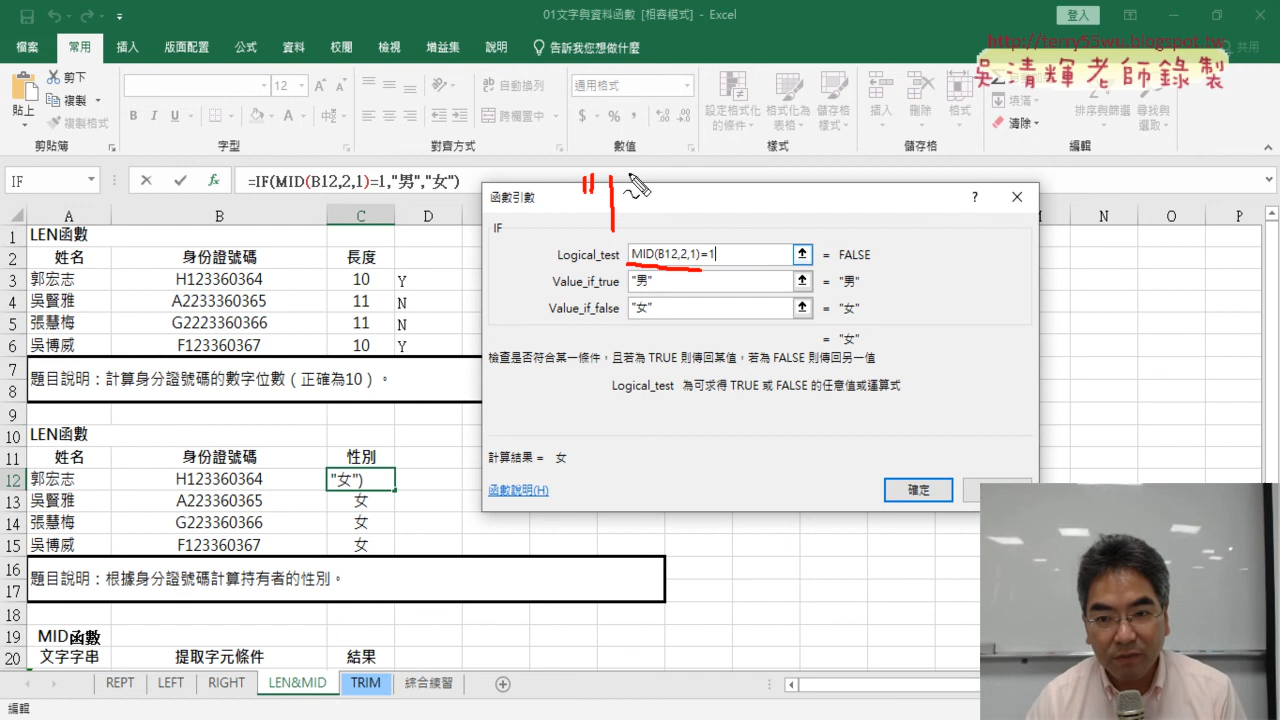 01文字與資料函數 [相容模式] - Excel
登入
檔案 常用 插入 版面配置 公式 資料 校閱 檢視 增益集 說明 告訴我您想做什麼 共用
http://terry55wu.blogspot.tw
吳清輝老師錄製
貼上 剪下 複製 複製格式 剪貼簿
12 A A B I U A 中 字型
自動換列 跨欄置中 對齊方式
通用格式 $ % , 數值
設定格式化的條件 格式化為表格 儲存格樣式 樣式
插入 刪除 格式 儲存格
填滿 清除 排序與篩選 尋找與選取 編輯
IF fx =IF(MID(B12,2,1)=1,"男","女")
"1
A B C D N O P
1 LEN函數
2 姓名 身份證號碼 長度
3 郭宏志 H123360364 10 Y
4 吳賢雅 A2223360365 11 N
5 張慧梅 G2223360366 11 N
6 吳博威 F123360367 10 Y
7
8
題目說明：計算身分證號碼的數字位數（正確為10）。
9
10 LEN函數
11 姓名 身份證號碼 性別
12 郭宏志 H123360364 "女")
13 吳賢雅 A223360365 女
14 張慧梅 G223360366 女
15 吳博威 F123360367 女
16
17
題目說明：根據身分證號碼計算持有者的性別。
18
19 MID函數
20 文字字串 提取字元條件 結果
函數引數 ?
IF
Logical_test MID(B12,2,1)=1 = FALSE
Value_if_true "男" = "男"
Value_if_false "女" = "女"
= "女"
檢查是否符合某一條件，且若為 TRUE 則傳回某值，若為 FALSE 則傳回另一值
Logical_test 為可求得 TRUE 或 FALSE 的任意值或運算式
計算結果 = 女
函數說明(H) 確定
REPT LEFT RIGHT LEN&MID TRIM 綜合練習
編輯